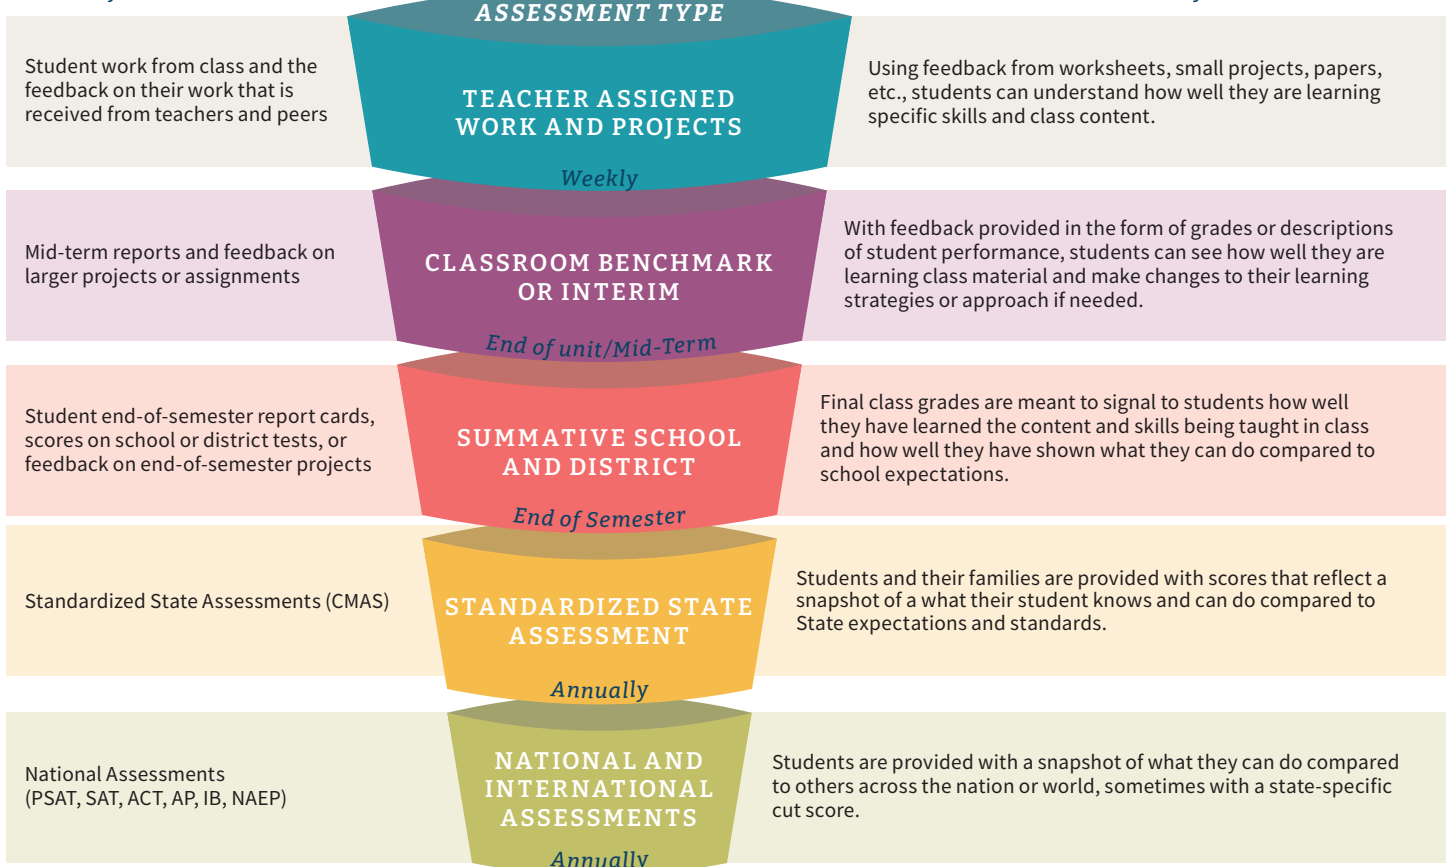 ASSESSMENT TYPE
Student work from class and the
feedback on their work that is
received from teachers and peers
TEACHER ASSIGNED
WORK AND PROJECTS
Weekly
Using feedback from worksheets, small projects, papers,
etc., students can understand how well they are learning
specific skills and class content.
Mid-term reports and feedback on
larger projects or assignments
CLASSROOM BENCHMARK
OR INTERIM
End of unit/Mid-Term
With feedback provided in the form of grades or descriptions
of student performance, students can see how well they are
learning class material and make changes to their learning
strategies or approach if needed.
Student end-of-semester report cards,
scores on school or district tests, or
feedback on end-of-semester projects
SUMMATIVE SCHOOL
AND DISTRICT
End of Semester
Final class grades are meant to signal to students how well
they have learned the content and skills being taught in class
and how well they have shown what they can do compared to
school expectations.
Standardized State Assessments (CMAS)
STANDARDIZED STATE
ASSESSMENT
Annually
Students and their families are provided with scores that reflect a
snapshot of a what their student knows and can do compared to
State expectations and standards.
National Assessments
(PSAT, SAT, ACT, AP, IB, NAEP)
NATIONAL AND
INTERNATIONAL
ASSESSMENTS
Annually
Students are provided with a snapshot of what they can do compared
to others across the nation or world, sometimes with a state-specific
cut score.